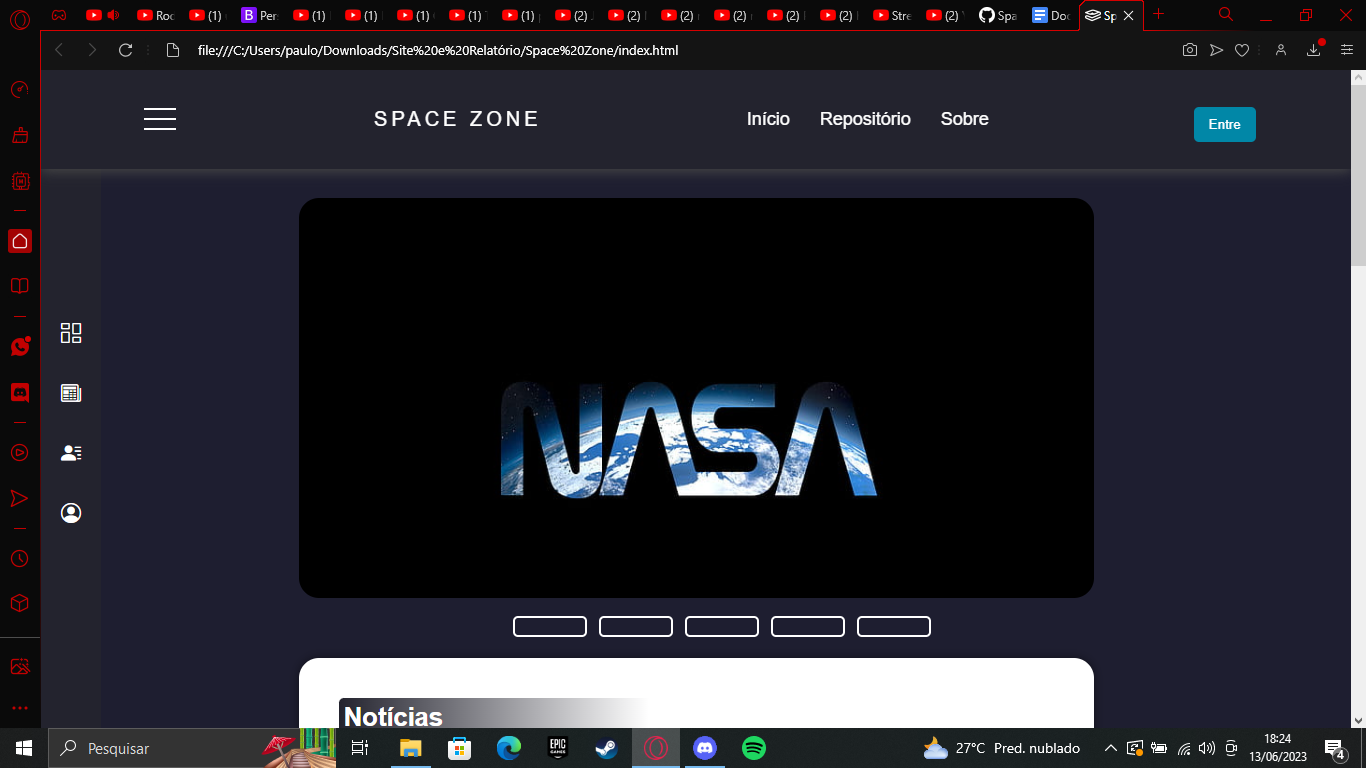 Roc
(1)
Per
(1)
(1)
(1)
(1)
(1)
(2)
(2)
(2)
(2)
(2)
(2)
Stre
(2)
Spa
Doc
Sp
file:///C:/Users/paulo/Downloads/Site%20e%20Relatório/Space%20Zone/index.html
SPACE ZONE
Início Repositório Sobre
Entre
NASA
Notícias
Pesquisar
EPIC GAMES
27°C Pred. nublado
18:24
13/06/2023
4